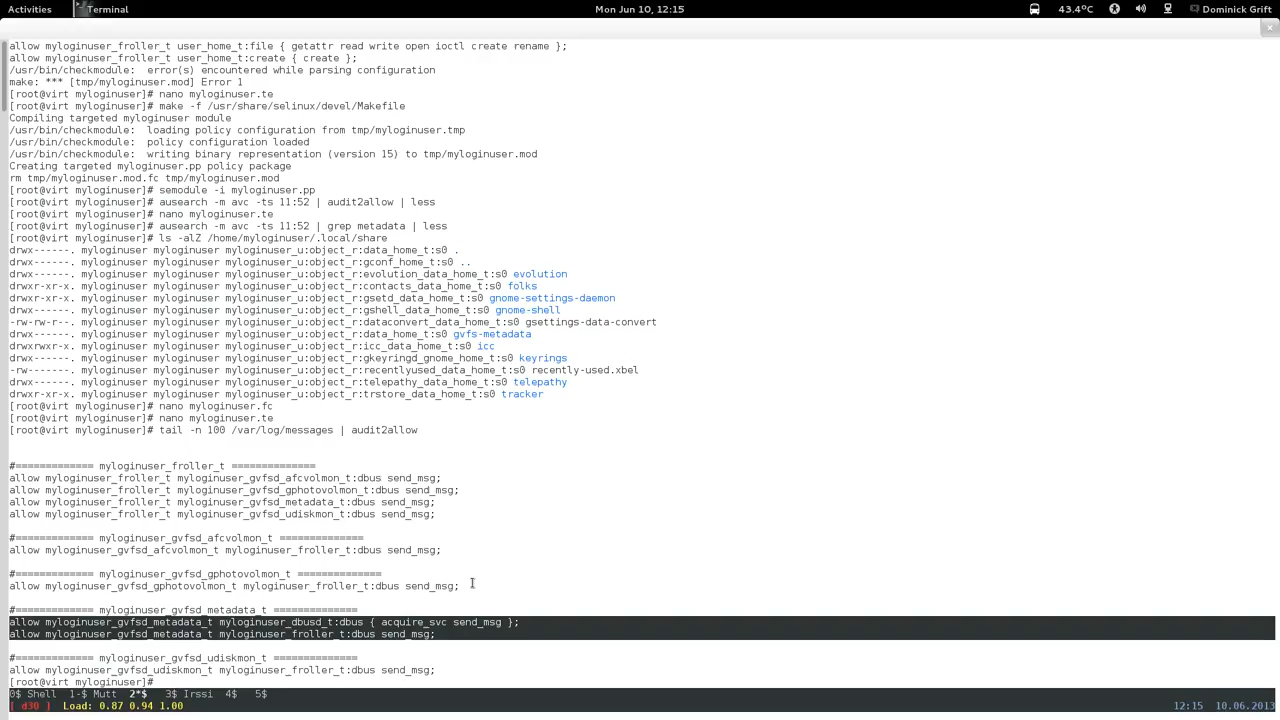 Activities Terminal Mon Jun 10, 12:15 43.4°C Dominick Grift
allow myloginuser_froller_t user_home_t:file { getattr read write open ioctl create rename };
allow myloginuser_froller_t user_home_t:create { create };
/usr/bin/checkmodule:  error(s) encountered while parsing configuration
make: *** [tmp/myloginuser.mod] Error 1
[root@virt myloginuser]# nano myloginuser.te
[root@virt myloginuser]# make -f /usr/share/selinux/devel/Makefile
Compiling targeted myloginuser module
/usr/bin/checkmodule:  loading policy configuration from tmp/myloginuser.tmp
/usr/bin/checkmodule:  policy configuration loaded
/usr/bin/checkmodule:  writing binary representation (version 15) to tmp/myloginuser.mod
Creating targeted myloginuser.pp policy package
rm tmp/myloginuser.mod.fc tmp/myloginuser.mod
[root@virt myloginuser]# semodule -i myloginuser.pp
[root@virt myloginuser]# ausearch -m avc -ts 11:52 | audit2allow | less
[root@virt myloginuser]# nano myloginuser.te
[root@virt myloginuser]# ausearch -m avc -ts 11:52 | grep metadata | less
[root@virt myloginuser]# ls -alZ /home/myloginuser/.local/share
drwx------. myloginuser myloginuser myloginuser_u:object_r:data_home_t:s0 .
drwx------. myloginuser myloginuser myloginuser_u:object_r:gconf_home_t:s0 ..
drwx------. myloginuser myloginuser myloginuser_u:object_r:evolution_data_home_t:s0 evolution
drwxr-xr-x. myloginuser myloginuser myloginuser_u:object_r:contacts_data_home_t:s0 folks
drwxr-xr-x. myloginuser myloginuser myloginuser_u:object_r:gsetd_data_home_t:s0 gnome-settings-daemon
drwx------. myloginuser myloginuser myloginuser_u:object_r:gshell_data_home_t:s0 gnome-shell
-rw-rw-r--. myloginuser myloginuser myloginuser_u:object_r:dataconvert_data_home_t:s0 gsettings-data-convert
drwx------. myloginuser myloginuser myloginuser_u:object_r:data_home_t:s0 gvfs-metadata
drwxrwxr-x. myloginuser myloginuser myloginuser_u:object_r:icc_data_home_t:s0 icc
drwx------. myloginuser myloginuser myloginuser_u:object_r:gkeyringd_gnome_home_t:s0 keyrings
-rw-------. myloginuser myloginuser myloginuser_u:object_r:recentlyused_data_home_t:s0 recently-used.xbel
drwx------. myloginuser myloginuser myloginuser_u:object_r:telepathy_data_home_t:s0 telepathy
drwxr-xr-x. myloginuser myloginuser myloginuser_u:object_r:trstore_data_home_t:s0 tracker
[root@virt myloginuser]# nano myloginuser.fc
[root@virt myloginuser]# nano myloginuser.te
[root@virt myloginuser]# tail -n 100 /var/log/messages | audit2allow
#============= myloginuser_froller_t ==============
allow myloginuser_froller_t myloginuser_gvfsd_afcvolmon_t:dbus send_msg;
allow myloginuser_froller_t myloginuser_gvfsd_gphotovolmon_t:dbus send_msg;
allow myloginuser_froller_t myloginuser_gvfsd_metadata_t:dbus send_msg;
allow myloginuser_froller_t myloginuser_gvfsd_udiskmon_t:dbus send_msg;
#============= myloginuser_gvfsd_afcvolmon_t ==============
allow myloginuser_gvfsd_afcvolmon_t myloginuser_froller_t:dbus send_msg;
#============= myloginuser_gvfsd_gphotovolmon_t ==============
allow myloginuser_gvfsd_gphotovolmon_t myloginuser_froller_t:dbus send_msg;
#============= myloginuser_gvfsd_metadata_t ==============
allow myloginuser_gvfsd_metadata_t myloginuser_dbusd_t:dbus { acquire_svc send_msg };
allow myloginuser_gvfsd_metadata_t myloginuser_froller_t:dbus send_msg;
#============= myloginuser_gvfsd_udiskmon_t ==============
allow myloginuser_gvfsd_udiskmon_t myloginuser_froller_t:dbus send_msg;
[root@virt myloginuser]#
0$ Shell  1-$ Mutt  2*$  3$ Irssi  4$  5$
[ d30 ]  Load: 0.87 0.94 1.00 12:15 10.06.2013